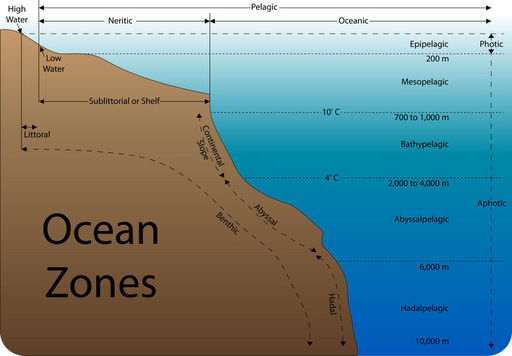 Pelagic
High
Water
Neritic
Oceanic
Epipelagic
Photic
200 m
Low
Water
Mesopelagic
Sublittorial or Shelf
10° C
700 to 1,000 m
Littoral
Continental
Slope
Bathypelagic
4° C
2,000 to 4,000 m
Aphotic
Abyssal
Benthic
Abyssalpelagic
Ocean
Zones
6,000 m
Hadal
Hadalpelagic
10,000 m